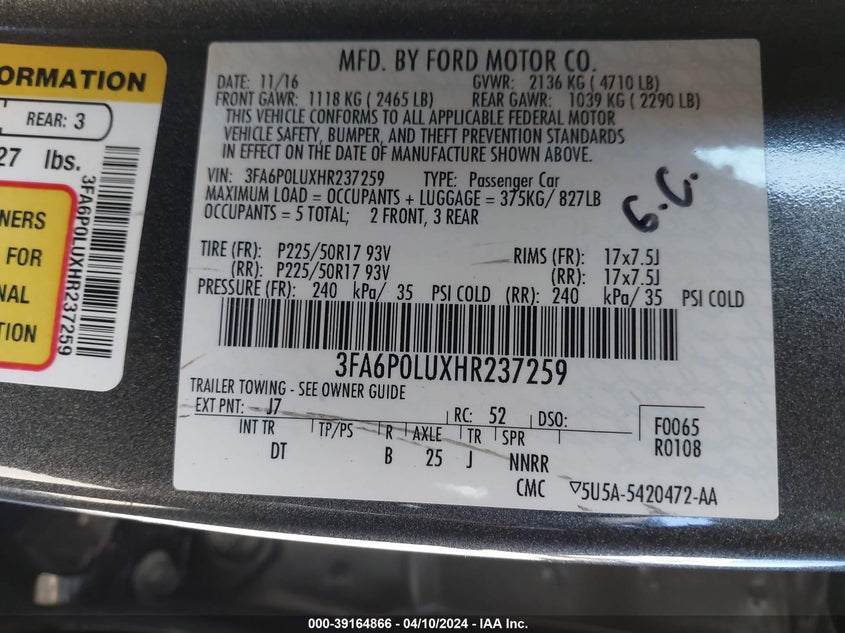 ORMATION
REAR: 3
27 lbs.
NERS
FOR
NAL
TION
3FA6P0LUXHR237259
MFD. BY FORD MOTOR CO.
DATE: 11/16 GVWR: 2136 KG ( 4710 LB)
FRONT GAWR: 1118 KG ( 2465 LB) REAR GAWR: 1039 KG ( 2290 LB)
THIS VEHICLE CONFORMS TO ALL APPLICABLE FEDERAL MOTOR
VEHICLE SAFETY, BUMPER, AND THEFT PREVENTION STANDARDS
IN EFFECT ON THE DATE OF MANUFACTURE SHOWN ABOVE.
VIN: 3FA6P0LUXHR237259 TYPE: Passenger Car
MAXIMUM LOAD = OCCUPANTS + LUGGAGE = 375KG/ 827LB
OCCUPANTS = 5 TOTAL; 2 FRONT, 3 REAR
TIRE (FR): P225/50R17 93V RIMS (FR): 17x7.5J
(RR): P225/50R17 93V (RR): 17x7.5J
PRESSURE (FR): 240 kPa/ 35 PSI COLD (RR): 240 kPa/ 35 PSI COLD
3FA6P0LUXHR237259
TRAILER TOWING - SEE OWNER GUIDE
EXT PNT: J7 RC: 52 DSO:
INT TR TP/PS R AXLE TR SPR
DT B 25 J NNRR
F0065
R0108
CMC ▽5U5A-5420472-AA
000-39164866 - 04/10/2024 - IAA Inc.